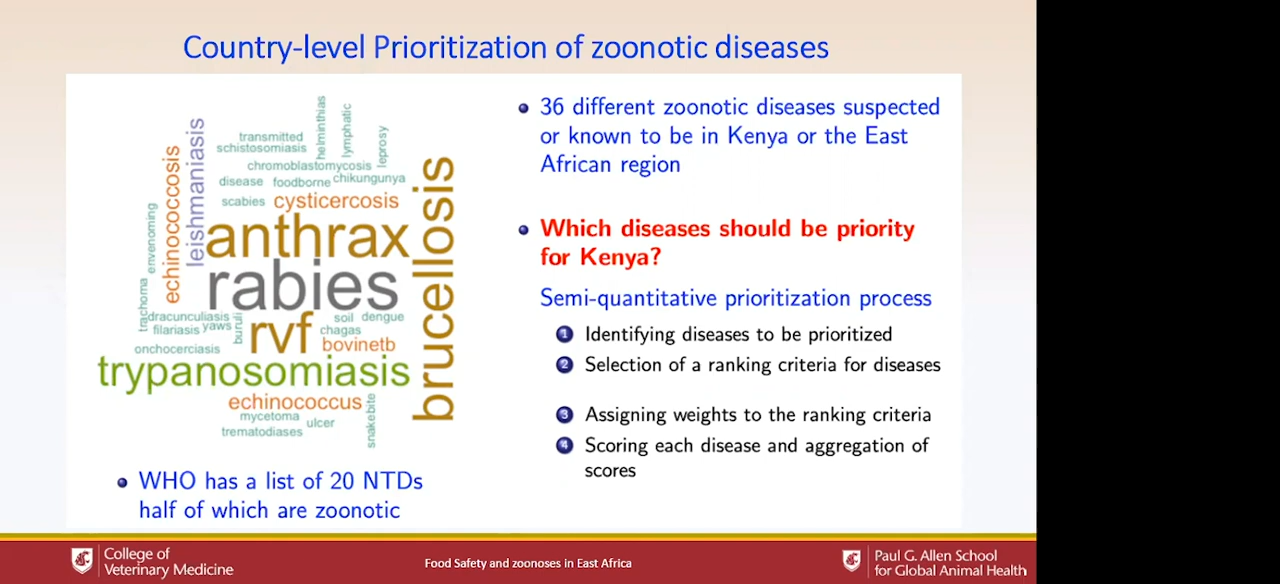 Country-level Prioritization of zoonotic diseases
helminthias
lymphatic
leprosy
transmitted
schistosomiasis
chromoblastomycosis
disease foodborne chikungunya
scabies cysticercosis
leishmaniasis
echinococcosis
envenoming
anthrax
rabies
brucellosis
trachoma
dracunculiasis
soil dengue
filariasis yaws
buruli
rvf
chagas
onchocerciasis
bovinetb
trypanosomiasis
echinococcus
mycetoma
ulcer
trematodiases
snakebite
WHO has a list of 20 NTDs
half of which are zoonotic
36 different zoonotic diseases suspected
or known to be in Kenya or the East
African region
Which diseases should be priority
for Kenya?
Semi-quantitative prioritization process
1 Identifying diseases to be prioritized
2 Selection of a ranking criteria for diseases
3 Assigning weights to the ranking criteria
4 Scoring each disease and aggregation of
scores
College of
Veterinary Medicine
Food Safety and zoonoses in East Africa
Paul G. Allen School
for Global Animal Health